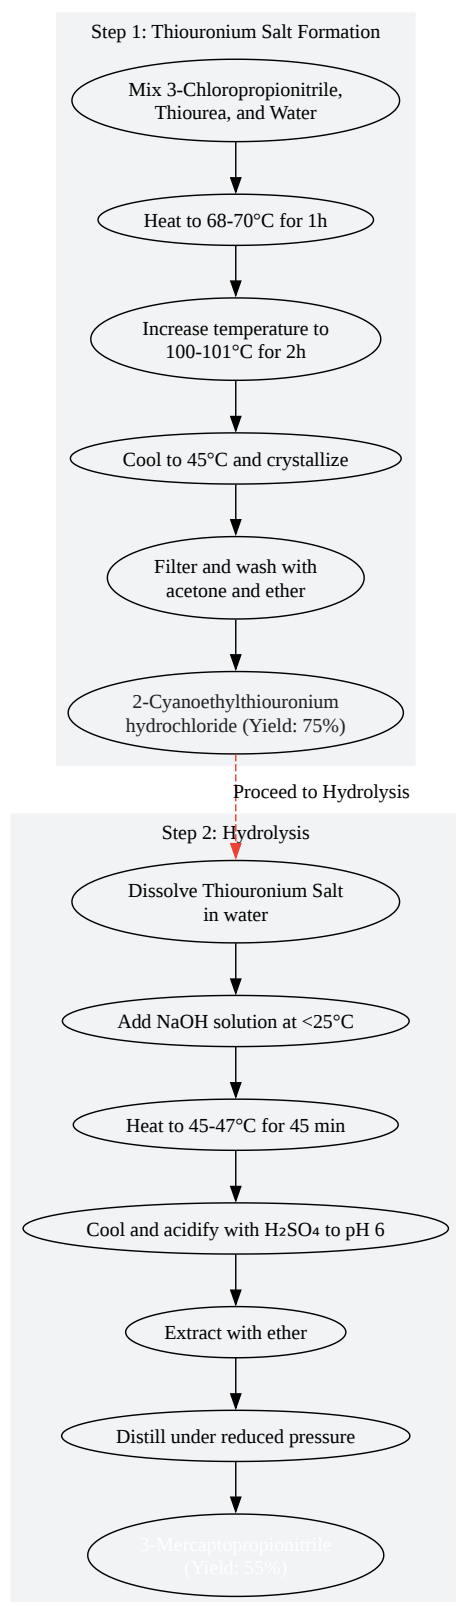 Step 1: Thiouronium Salt Formation
Mix 3-Chloropropionitrile,
Thiourea, and Water
Heat to 68-70°C for 1h
Increase temperature to
100-101°C for 2h
Cool to 45°C and crystallize
Filter and wash with
acetone and ether
2-Cyanoethylthiouronium
hydrochloride (Yield: 75%)
Proceed to Hydrolysis
Step 2: Hydrolysis
Dissolve Thiouronium Salt
in water
Add NaOH solution at <25°C
Heat to 45-47°C for 45 min
Cool and acidify with H₂SO₄ to pH 6
Extract with ether
Distill under reduced pressure
3-Mercaptopropionitrile
(Yield: 55%)